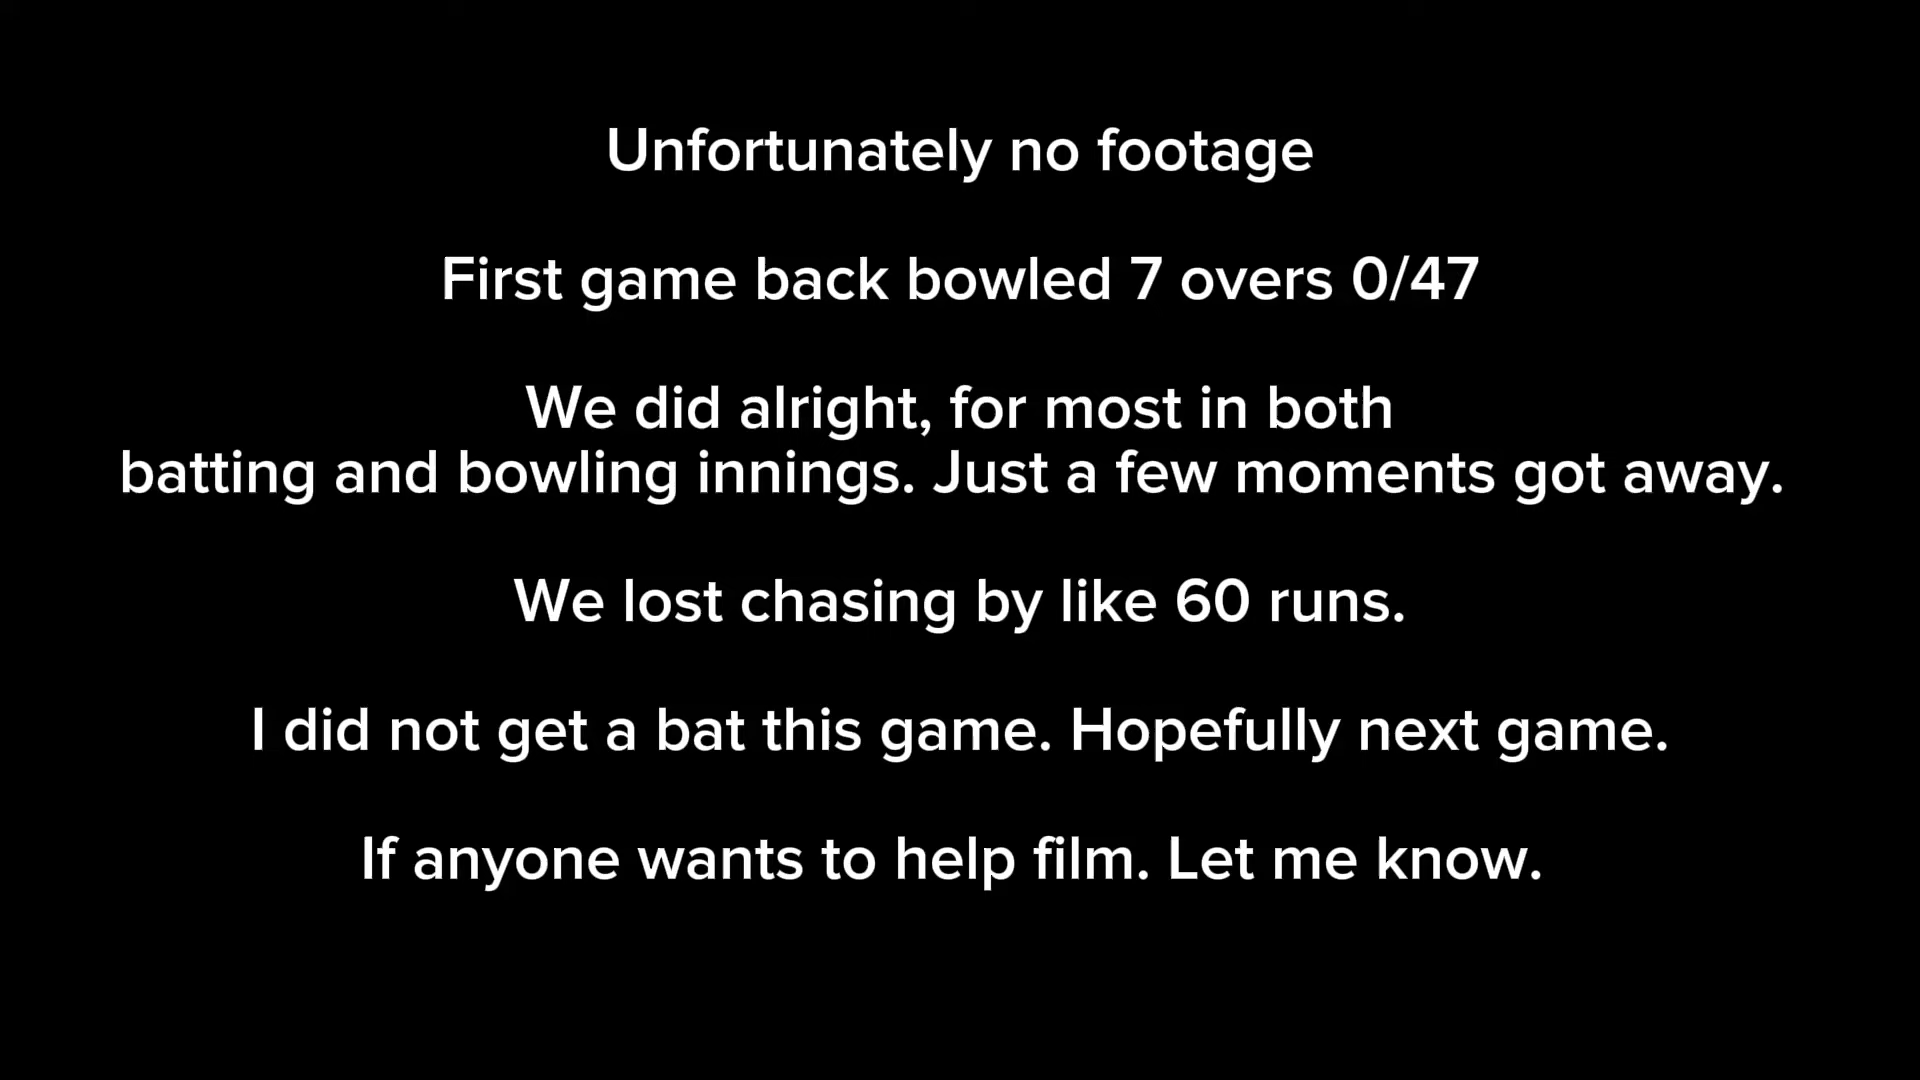 Unfortunately no footage
First game back bowled 7 overs 0/47
We did alright, for most in both
batting and bowling innings. Just a few moments got away.
We lost chasing by like 60 runs.
I did not get a bat this game. Hopefully next game.
If anyone wants to help film. Let me know.